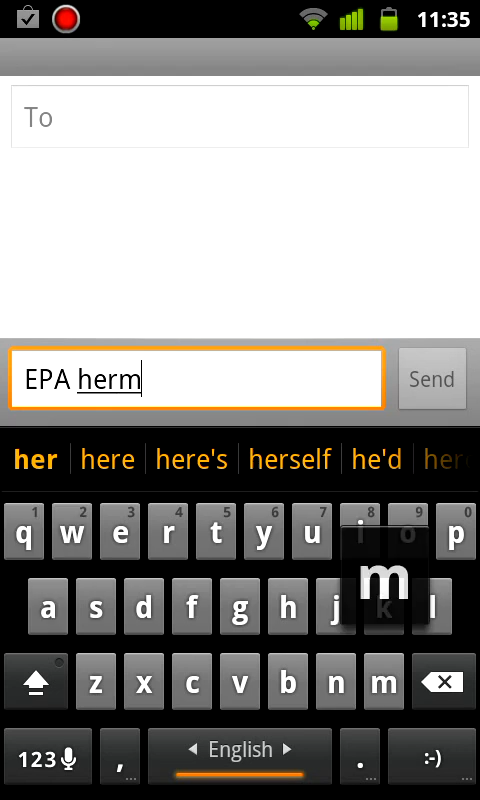 11:35
To
EPA herm
Send
her here here's herself he'd her
1 2 3 4 5 6 7 8 9 0
q w e r t y u i o p
m
a s d f g h j k l
z x c v b n m
123 , English . :-)